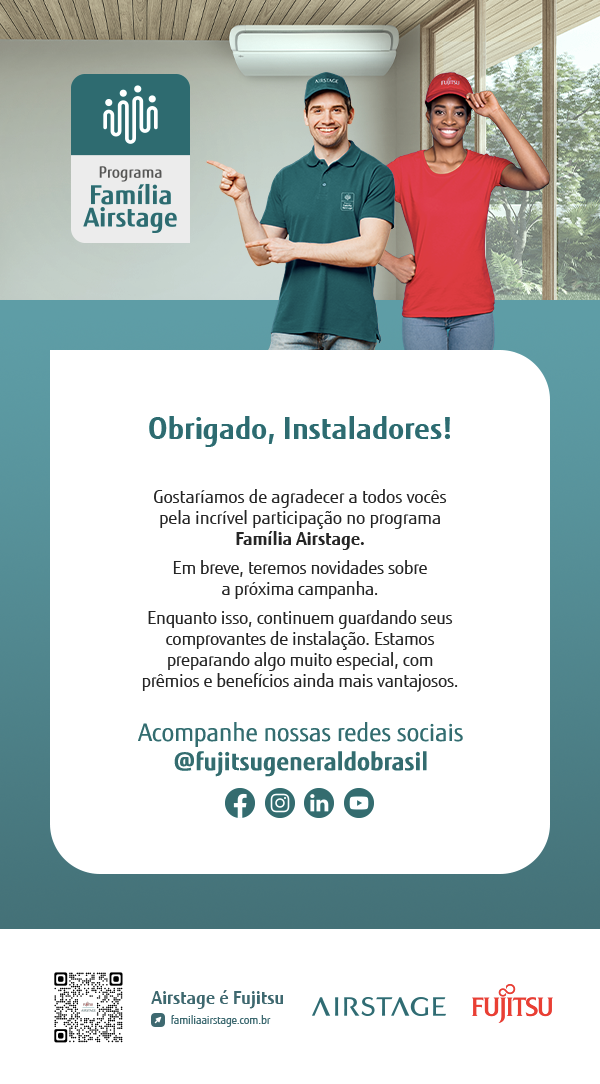 AIRSTAGE
FUJITSU
Programa
Família
Airstage
Obrigado, Instaladores!
Gostaríamos de agradecer a todos vocês
pela incrível participação no programa
Família Airstage.
Em breve, teremos novidades sobre
a próxima campanha.
Enquanto isso, continuem guardando seus
comprovantes de instalação. Estamos
preparando algo muito especial, com
prêmios e benefícios ainda mais vantajosos.
Acompanhe nossas redes sociais
@fujitsugeneraldobrasil
Airstage é Fujitsu
familiaairstage.com.br
AIRSTAGE
FUJITSU